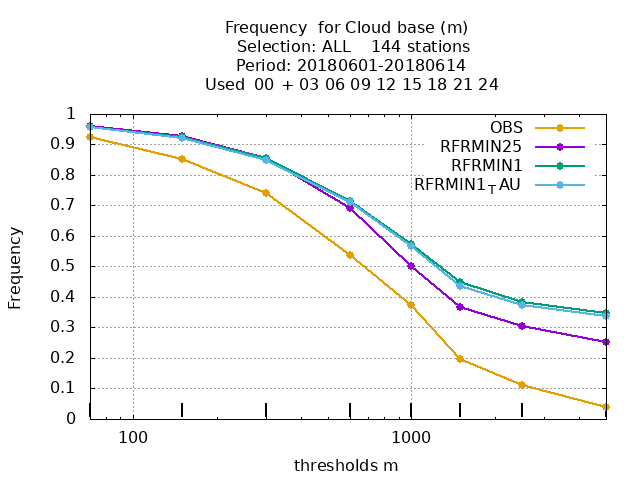 Frequency  for Cloud base (m)
Selection: ALL    144 stations
Period: 20180601-20180614
Used  00  + 03 06 09 12 15 18 21 24
OBS
RFRMIN25
RFRMIN1
RFRMIN1TAU
1
0.9
0.8
0.7
0.6
0.5
0.4
0.3
0.2
0.1
0
Frequency
100
1000
thresholds m